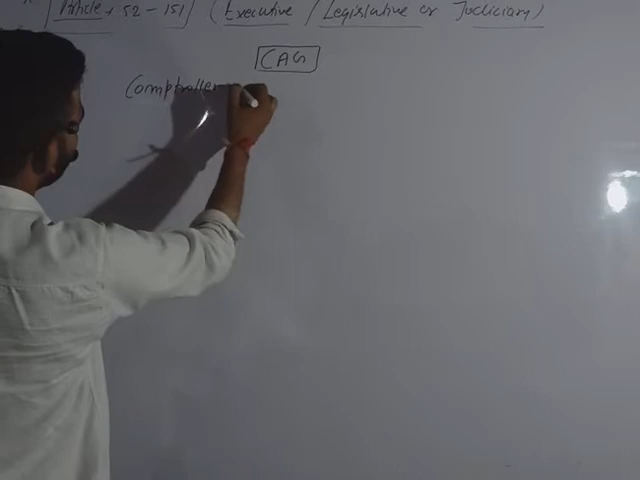 Article, 52-151 (Executive / Legislative or Judiciary)
CAG
Comptroller